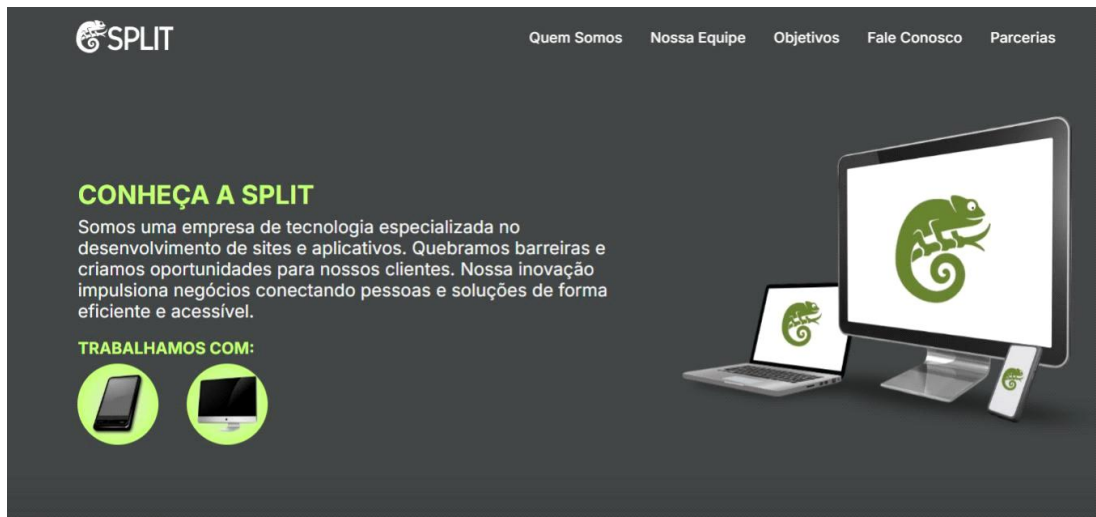 SPLIT
Quem Somos Nossa Equipe Objetivos Fale Conosco Parcerias
CONHEÇA A SPLIT
Somos uma empresa de tecnologia especializada no
desenvolvimento de sites e aplicativos. Quebramos barreiras e
criamos oportunidades para nossos clientes. Nossa inovação
impulsiona negócios conectando pessoas e soluções de forma
eficiente e acessível.
TRABALHAMOS COM: